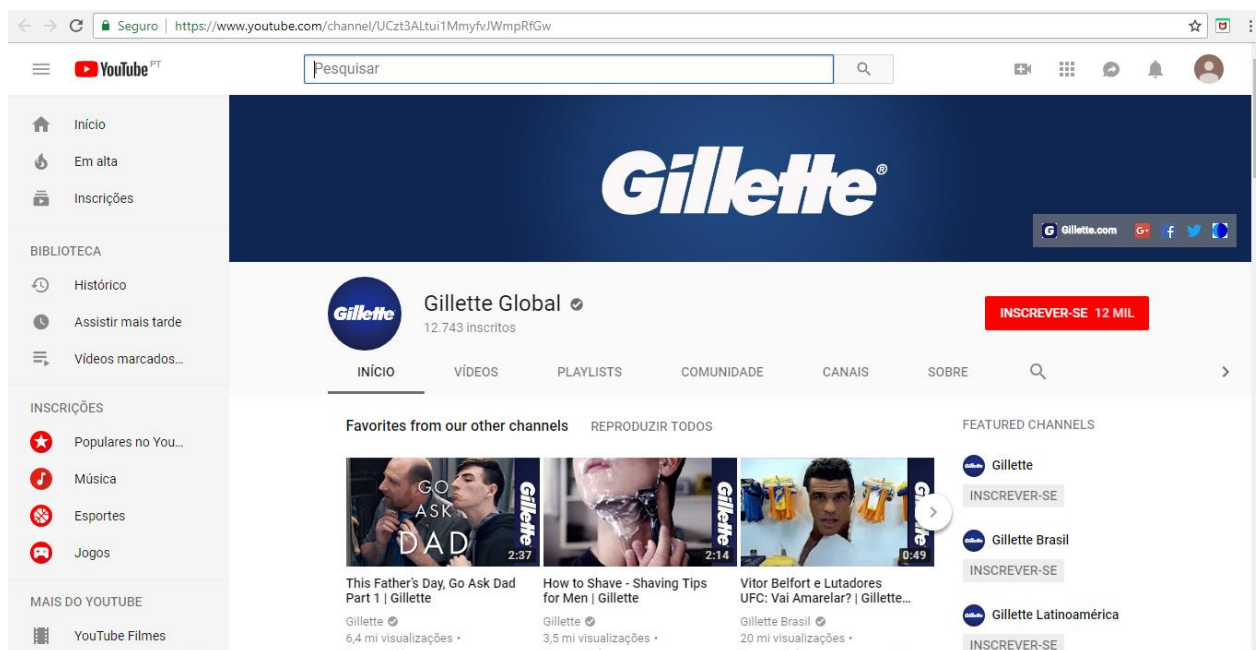 Seguro | https://www.youtube.com/channel/UCzt3ALtui1MmyfvJWmpRfGw
YouTube PT
Pesquisar
Início
Em alta
Inscrições
BIBLIOTECA
Histórico
Assistir mais tarde
Vídeos marcados...
INSCRIÇÕES
Populares no You...
Música
Esportes
Jogos
MAIS DO YOUTUBE
YouTube Filmes
Gillette®
G Gillette.com G+ f
Gillette
Gillette Global
12.743 inscritos
INSCREVER-SE 12 MIL
INÍCIO VÍDEOS PLAYLISTS COMUNIDADE CANAIS SOBRE
Favorites from our other channels REPRODUZIR TODOS
GO
ASK
DAD
Gillette
2:37
This Father's Day, Go Ask Dad
Part 1 | Gillette
Gillette
6,4 mi visualizações •
Gillette
2:14
How to Shave - Shaving Tips
for Men | Gillette
Gillette
3,5 mi visualizações •
Gillette
0:49
Vitor Belfort e Lutadores
UFC: Vai Amarelar? | Gillette...
Gillette Brasil
20 mi visualizações •
FEATURED CHANNELS
Gillette
Gillette
INSCREVER-SE
Gillette
Gillette Brasil
INSCREVER-SE
Gillette
Gillette Latinoamérica
INSCREVER-SE